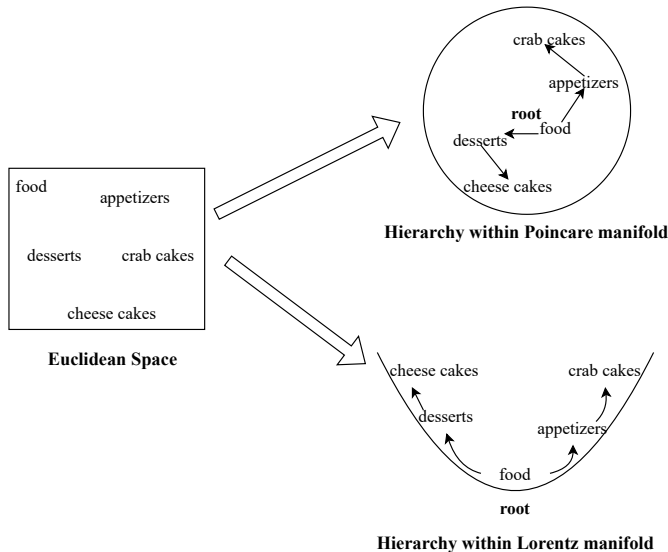 food
appetizers
desserts
crab cakes
cheese cakes
Euclidean Space
crab cakes
appetizers
root
food
desserts
cheese cakes
Hierarchy within Poincare manifold
cheese cakes
crab cakes
desserts
appetizers
food
root
Hierarchy within Lorentz manifold